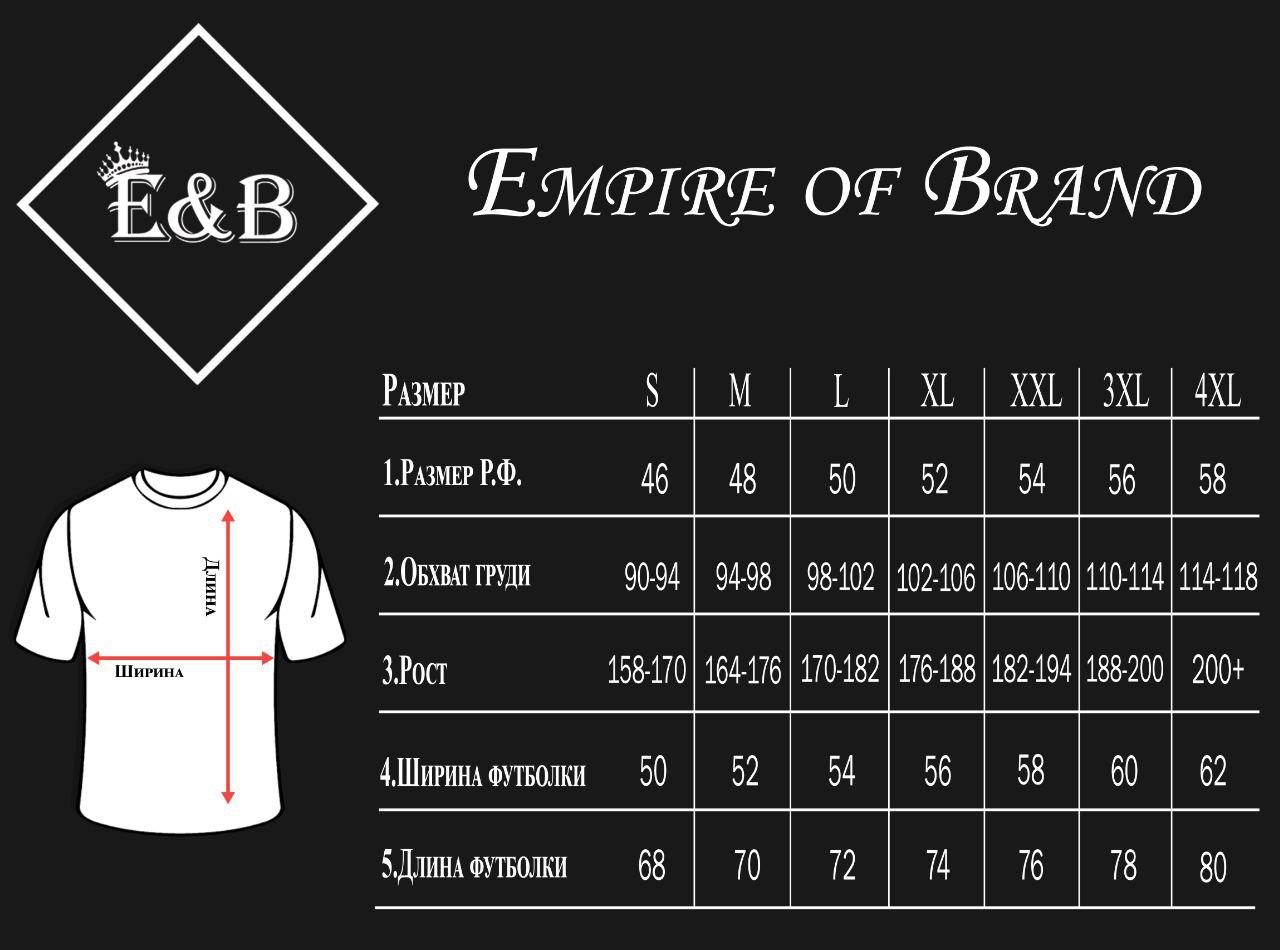 E&B
EMPIRE OF BRAND
РАЗМЕР S M L XL XXL 3XL 4XL
1.РАЗМЕР Р.Ф. 46 48 50 52 54 56 58
2.ОБХВАТ ГРУДИ 90-94 94-98 98-102 102-106 106-110 110-114 114-118
3.РОСТ 158-170 164-176 170-182 176-188 182-194 188-200 200+
4.ШИРИНА ФУТБОЛКИ 50 52 54 56 58 60 62
5.ДЛИНА ФУТБОЛКИ 68 70 72 74 76 78 80
ДЛИНА
ШИРИНА